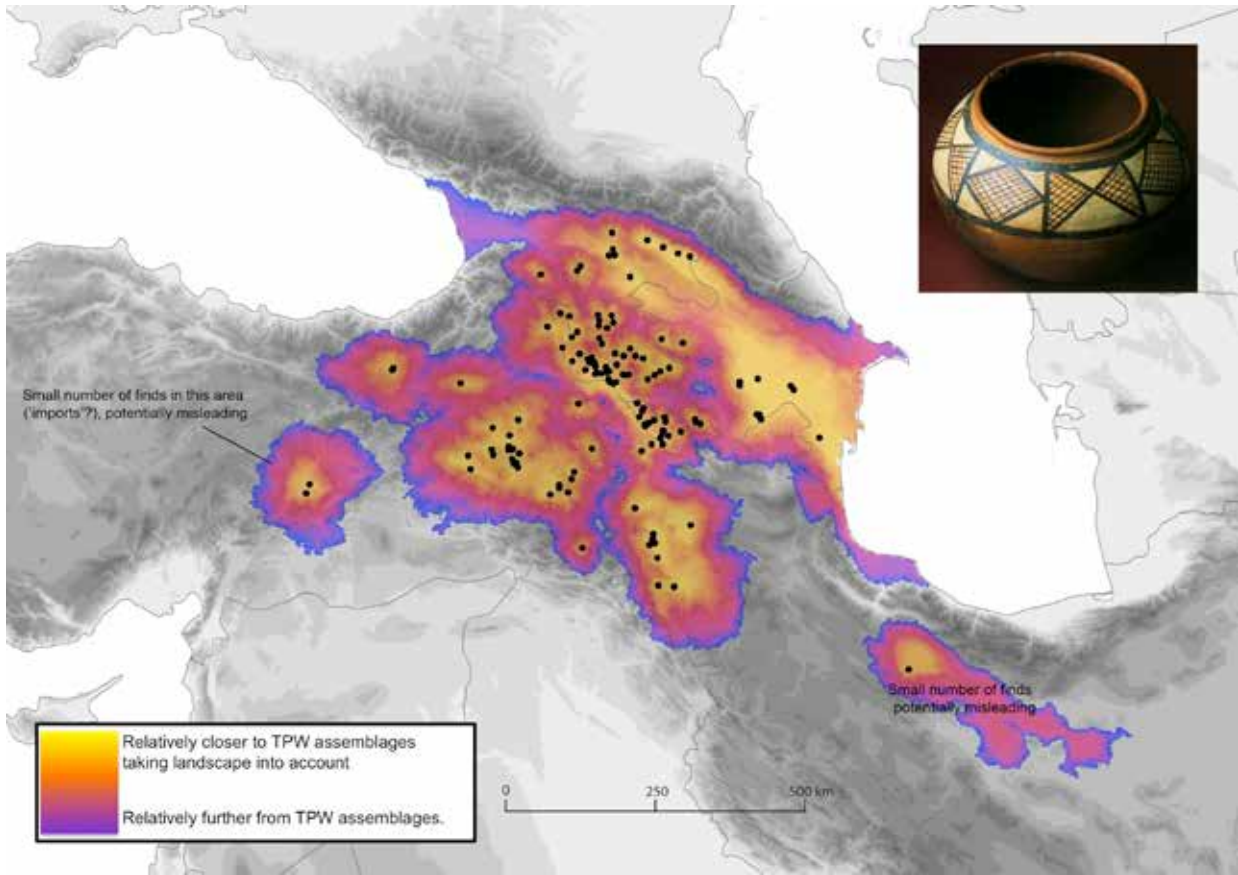 Small number of finds in this area
('imports'?), potentially misleading
Small number of finds
potentially misleading
Relatively closer to TPW assemblages
taking landscape into account
Relatively further from TPW assemblages.
0
250
500 km